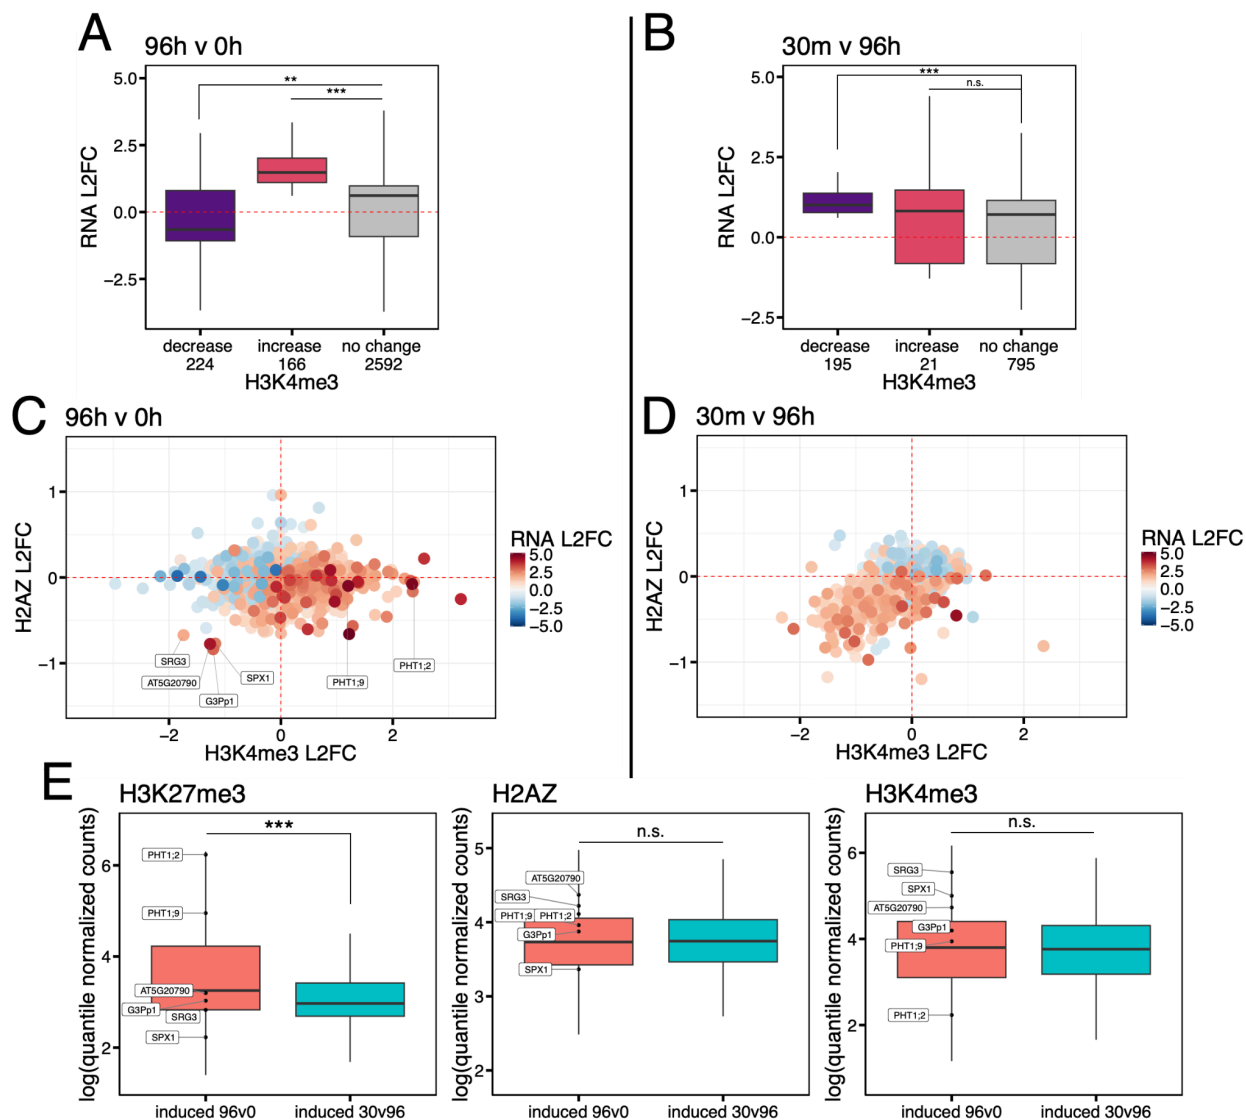 A
96h v 0h
RNA L2FC
5.0
2.5
0.0
−2.5
**
***
decrease
224
increase
166
no change
2592
H3K4me3
B
30m v 96h
RNA L2FC
5.0
2.5
0.0
−2.5
***
n.s.
decrease
195
increase
21
no change
795
H3K4me3
C
96h v 0h
H2AZ L2FC
1
0
−1
SRG3
AT5G20790
G3Pp1
SPX1
PHT1;9
PHT1;2
−2
0
2
H3K4me3 L2FC
RNA L2FC
5.0
2.5
0.0
−2.5
−5.0
D
30m v 96h
H2AZ L2FC
1
0
−1
−2
0
2
H3K4me3 L2FC
RNA L2FC
5.0
2.5
0.0
−2.5
−5.0
E
H3K27me3
log(quantile normalized counts)
6
4
2
***
PHT1;2
PHT1;9
AT5G20790
G3Pp1
SRG3
SPX1
induced 96v0
induced 30v96
H2AZ
log(quantile normalized counts)
5
4
3
2
n.s.
AT5G20790
SRG3
PHT1;9
PHT1;2
G3Pp1
SPX1
induced 96v0
induced 30v96
H3K4me3
log(quantile normalized counts)
6
4
2
n.s.
SRG3
SPX1
AT5G20790
G3Pp1
PHT1;9
PHT1;2
induced 96v0
induced 30v96